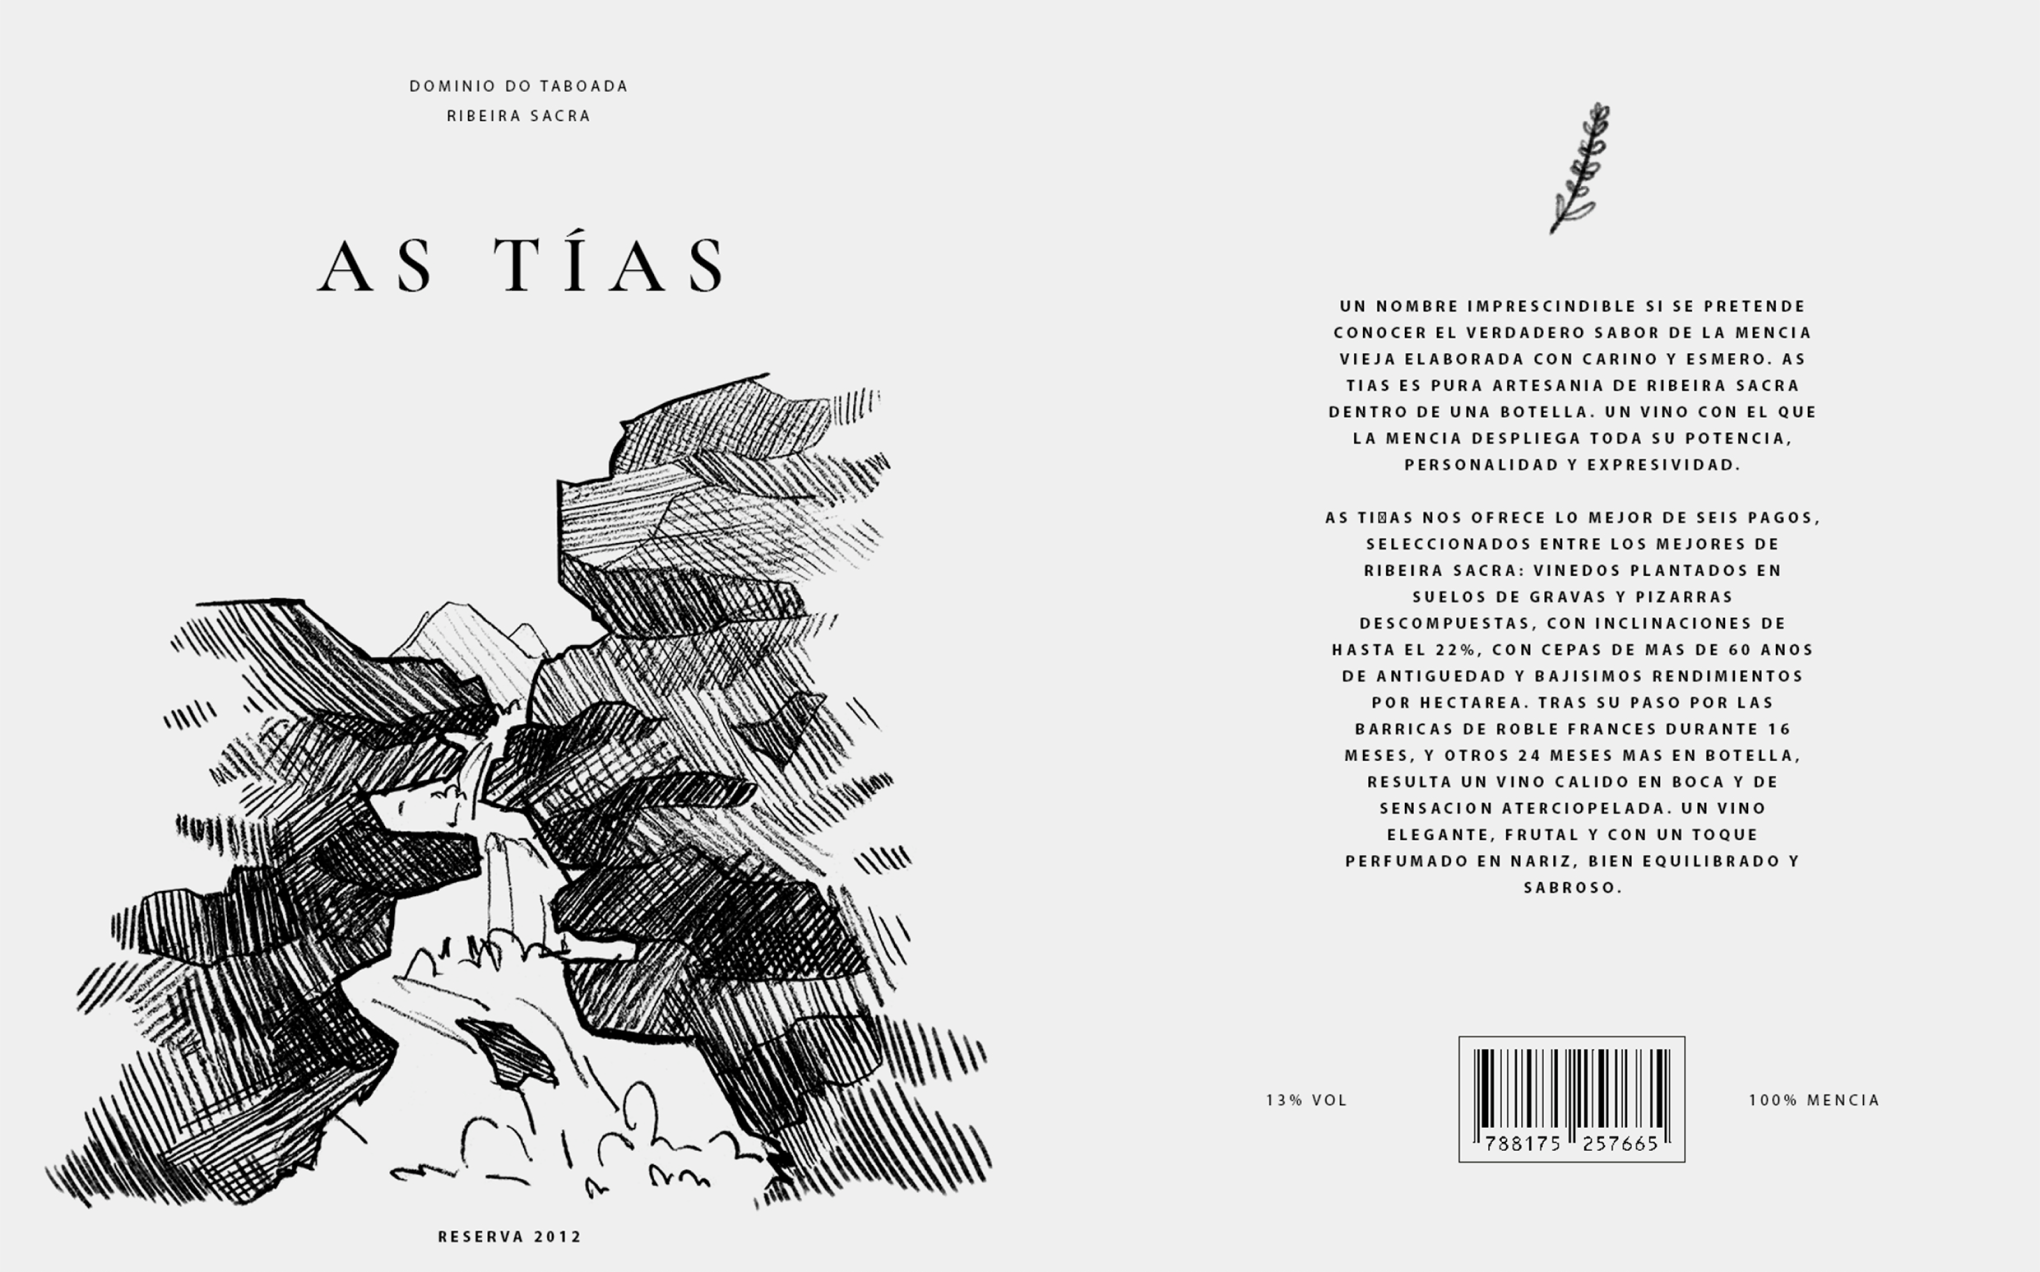 DOMINIO DO TABOADA
RIBEIRA SACRA
AS TÍAS
RESERVA 2012
UN NOMBRE IMPRESCINDIBLE SI SE PRETENDE
CONOCER EL VERDADERO SABOR DE LA MENCIA
VIEJA ELABORADA CON CARINO Y ESMERO. AS
TIAS ES PURA ARTESANIA DE RIBEIRA SACRA
DENTRO DE UNA BOTELLA. UN VINO CON EL QUE
LA MENCIA DESPLIEGA TODA SU POTENCIA,
PERSONALIDAD Y EXPRESIVIDAD.
AS TI▯AS NOS OFRECE LO MEJOR DE SEIS PAGOS,
SELECCIONADOS ENTRE LOS MEJORES DE
RIBEIRA SACRA: VINEDOS PLANTADOS EN
SUELOS DE GRAVAS Y PIZARRAS
DESCOMPUESTAS, CON INCLINACIONES DE
HASTA EL 22%, CON CEPAS DE MAS DE 60 ANOS
DE ANTIGUEDAD Y BAJISIMOS RENDIMIENTOS
POR HECTAREA. TRAS SU PASO POR LAS
BARRICAS DE ROBLE FRANCES DURANTE 16
MESES, Y OTROS 24 MESES MAS EN BOTELLA,
RESULTA UN VINO CALIDO EN BOCA Y DE
SENSACION ATERCIOPELADA. UN VINO
ELEGANTE, FRUTAL Y CON UN TOQUE
PERFUMADO EN NARIZ, BIEN EQUILIBRADO Y
SABROSO.
13% VOL
788175 257665
100% MENCIA